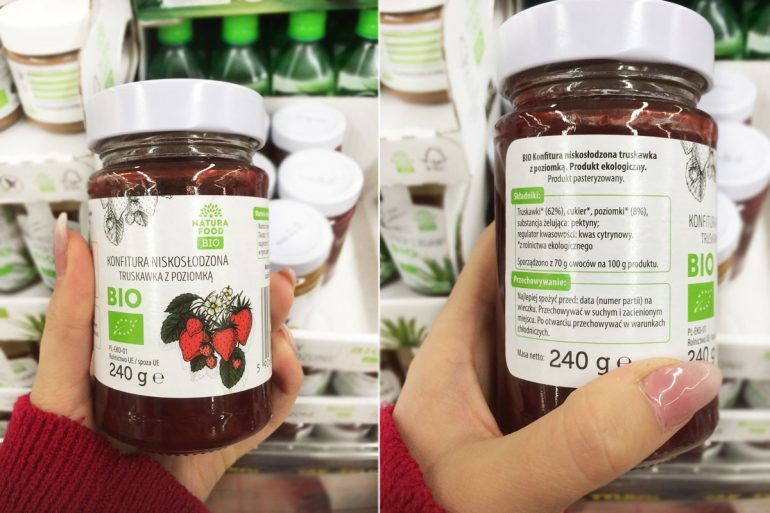 NATURA
FOOD
BIO
KONFITURA NISKOSŁODZONA
TRUSKAWKA Z POZIOMKĄ
BIO
PL-EKO-01
Rolnictwo UE / spoza UE
240 g e
BIO Konfitura niskosłodzona truskawka
z poziomką. Produkt ekologiczny.
Produkt pasteryzowany.
Składniki:
Truskawki* (62%), cukier*, poziomki* (8%),
substancja żelująca: pektyny;
regulator kwasowości: kwas cytrynowy.
* z rolnictwa ekologicznego
Sporządzono z 70 g owoców na 100 g produktu.
Przechowywanie:
Najlepiej spożyć przed: data (numer partii) na
wieczku. Przechowywać w suchym i zacienionym
miejscu. Po otwarciu przechowywać w warunkach
chłodniczych.
Masa netto: 240 g e
KONFITURA
TRUSKAW
BIO
PL-EKO-01
Rolnictwo UE
240